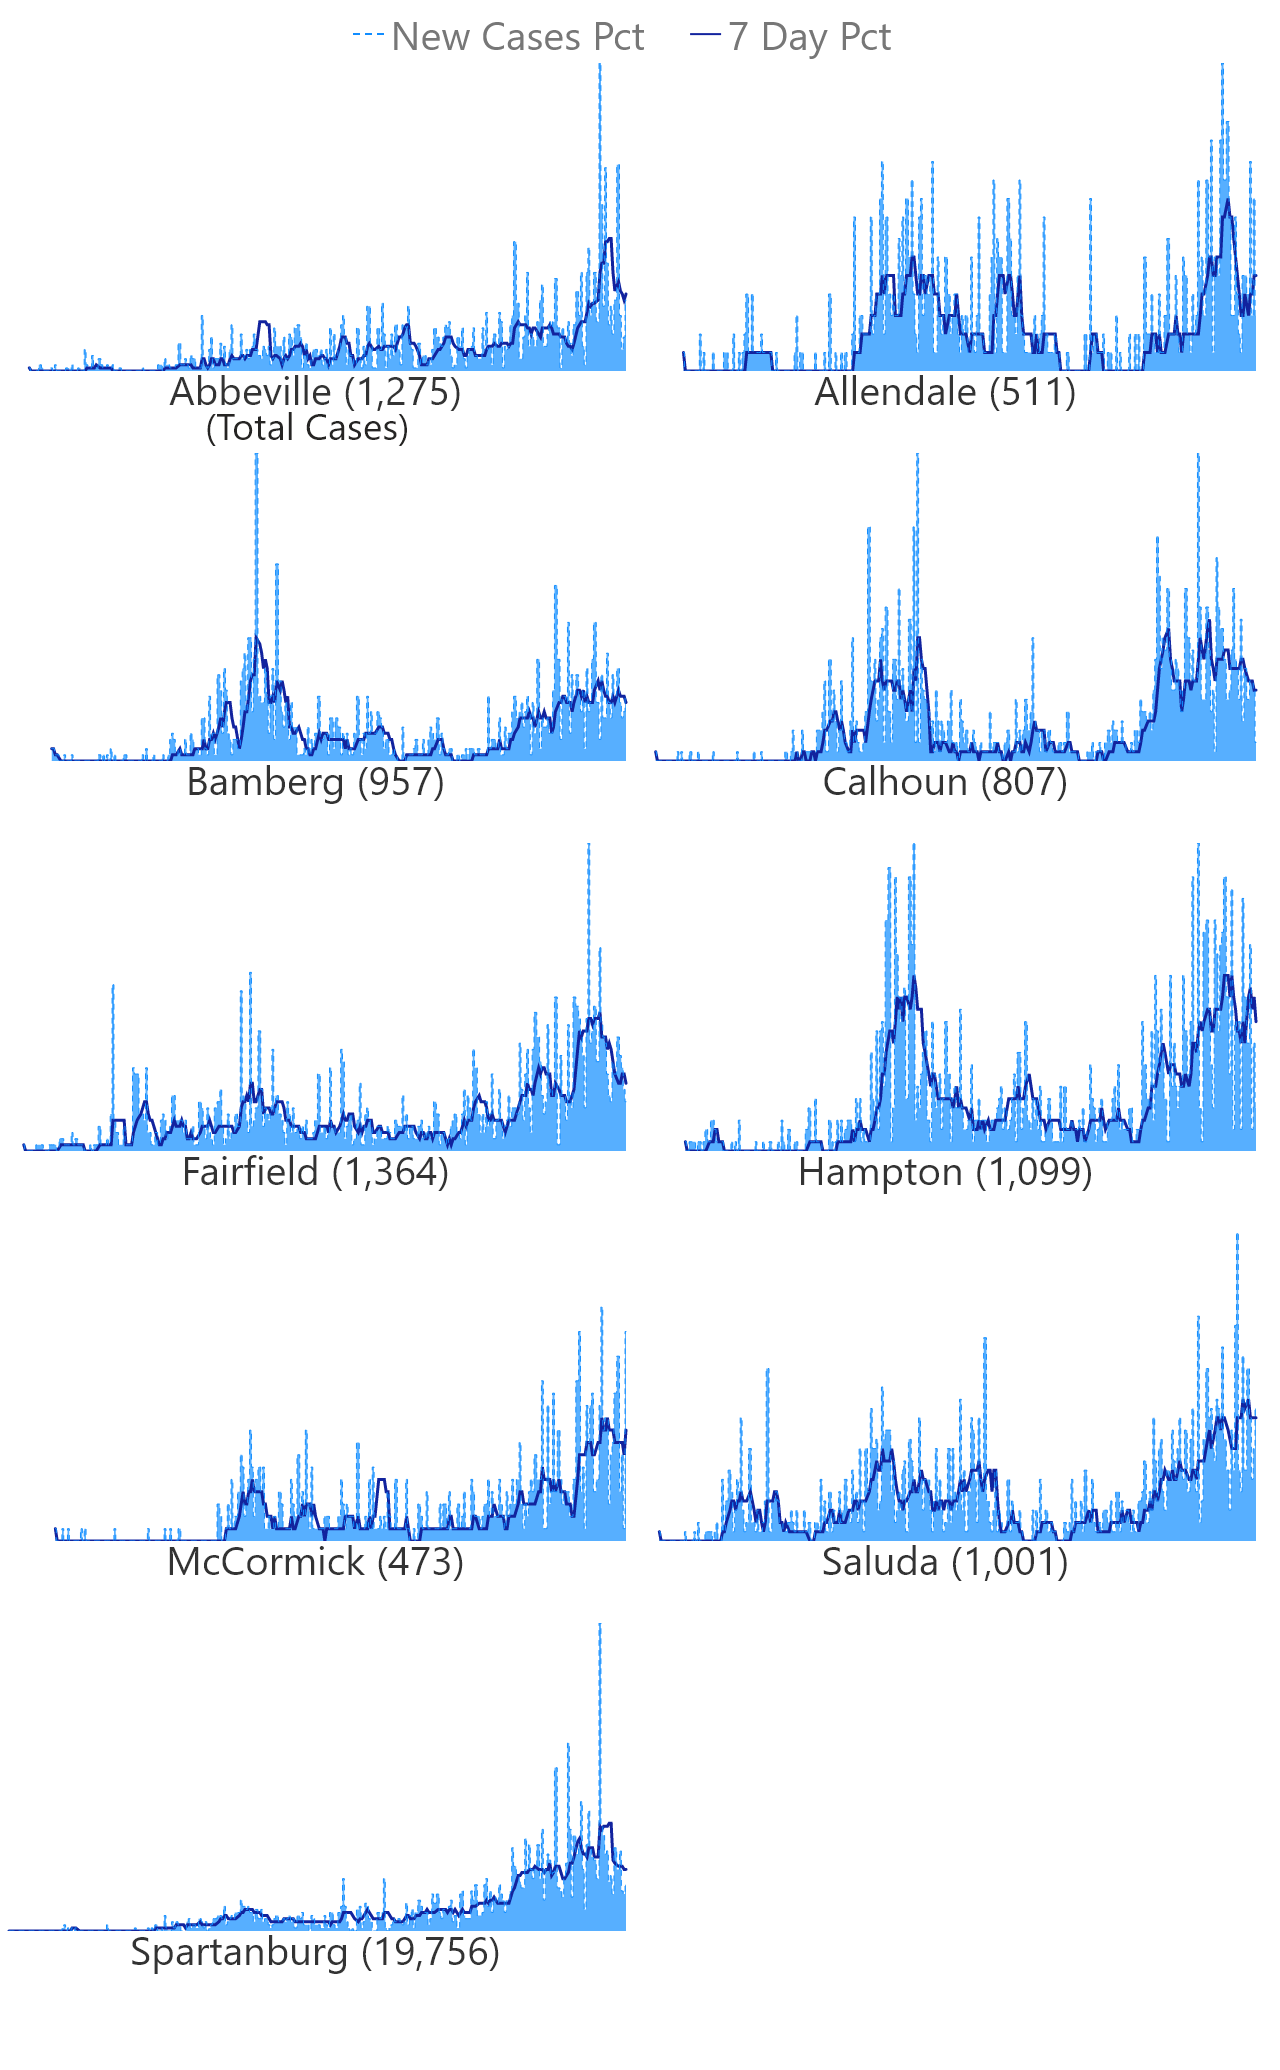 New Cases Pct 7 Day Pct
Abbeville (1,275) Allendale (511)
(Total Cases)
Bamberg (957) Calhoun (807)
Fairfield (1,364) Hampton (1,099)
McCormick (473) Saluda (1,001)
Spartanburg (19,756)